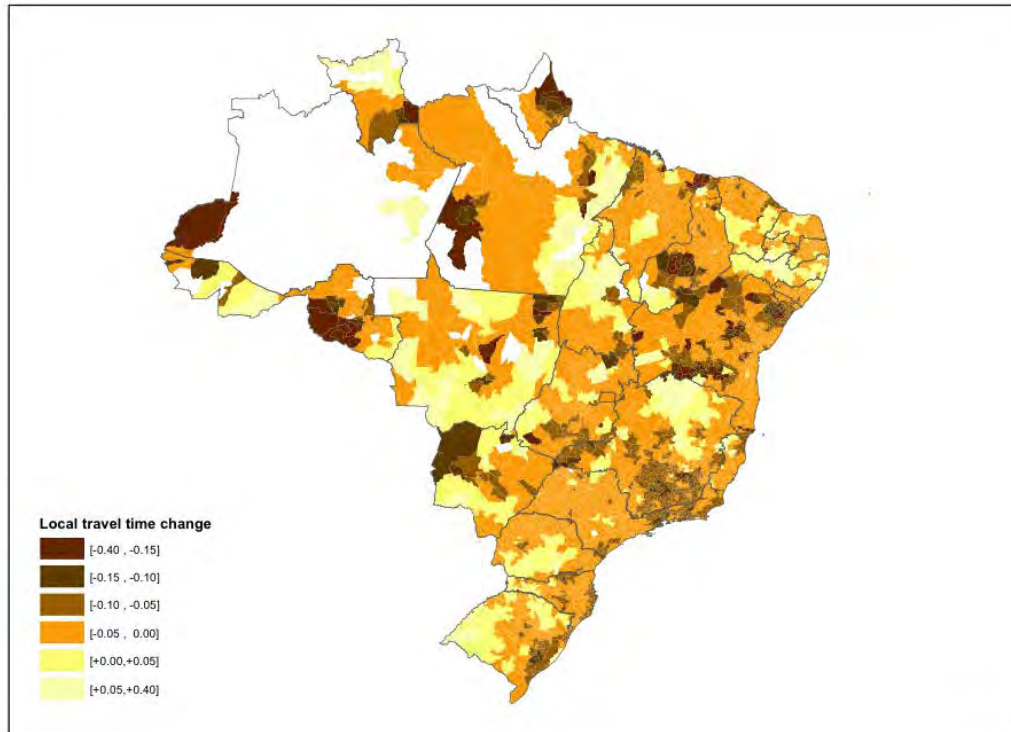 Local travel time change
[-0.40 , -0.15]
[-0.15 , -0.10]
[-0.10 , -0.05]
[-0.05 , 0.00]
[+0.00,+0.05]
[+0.05,+0.40]